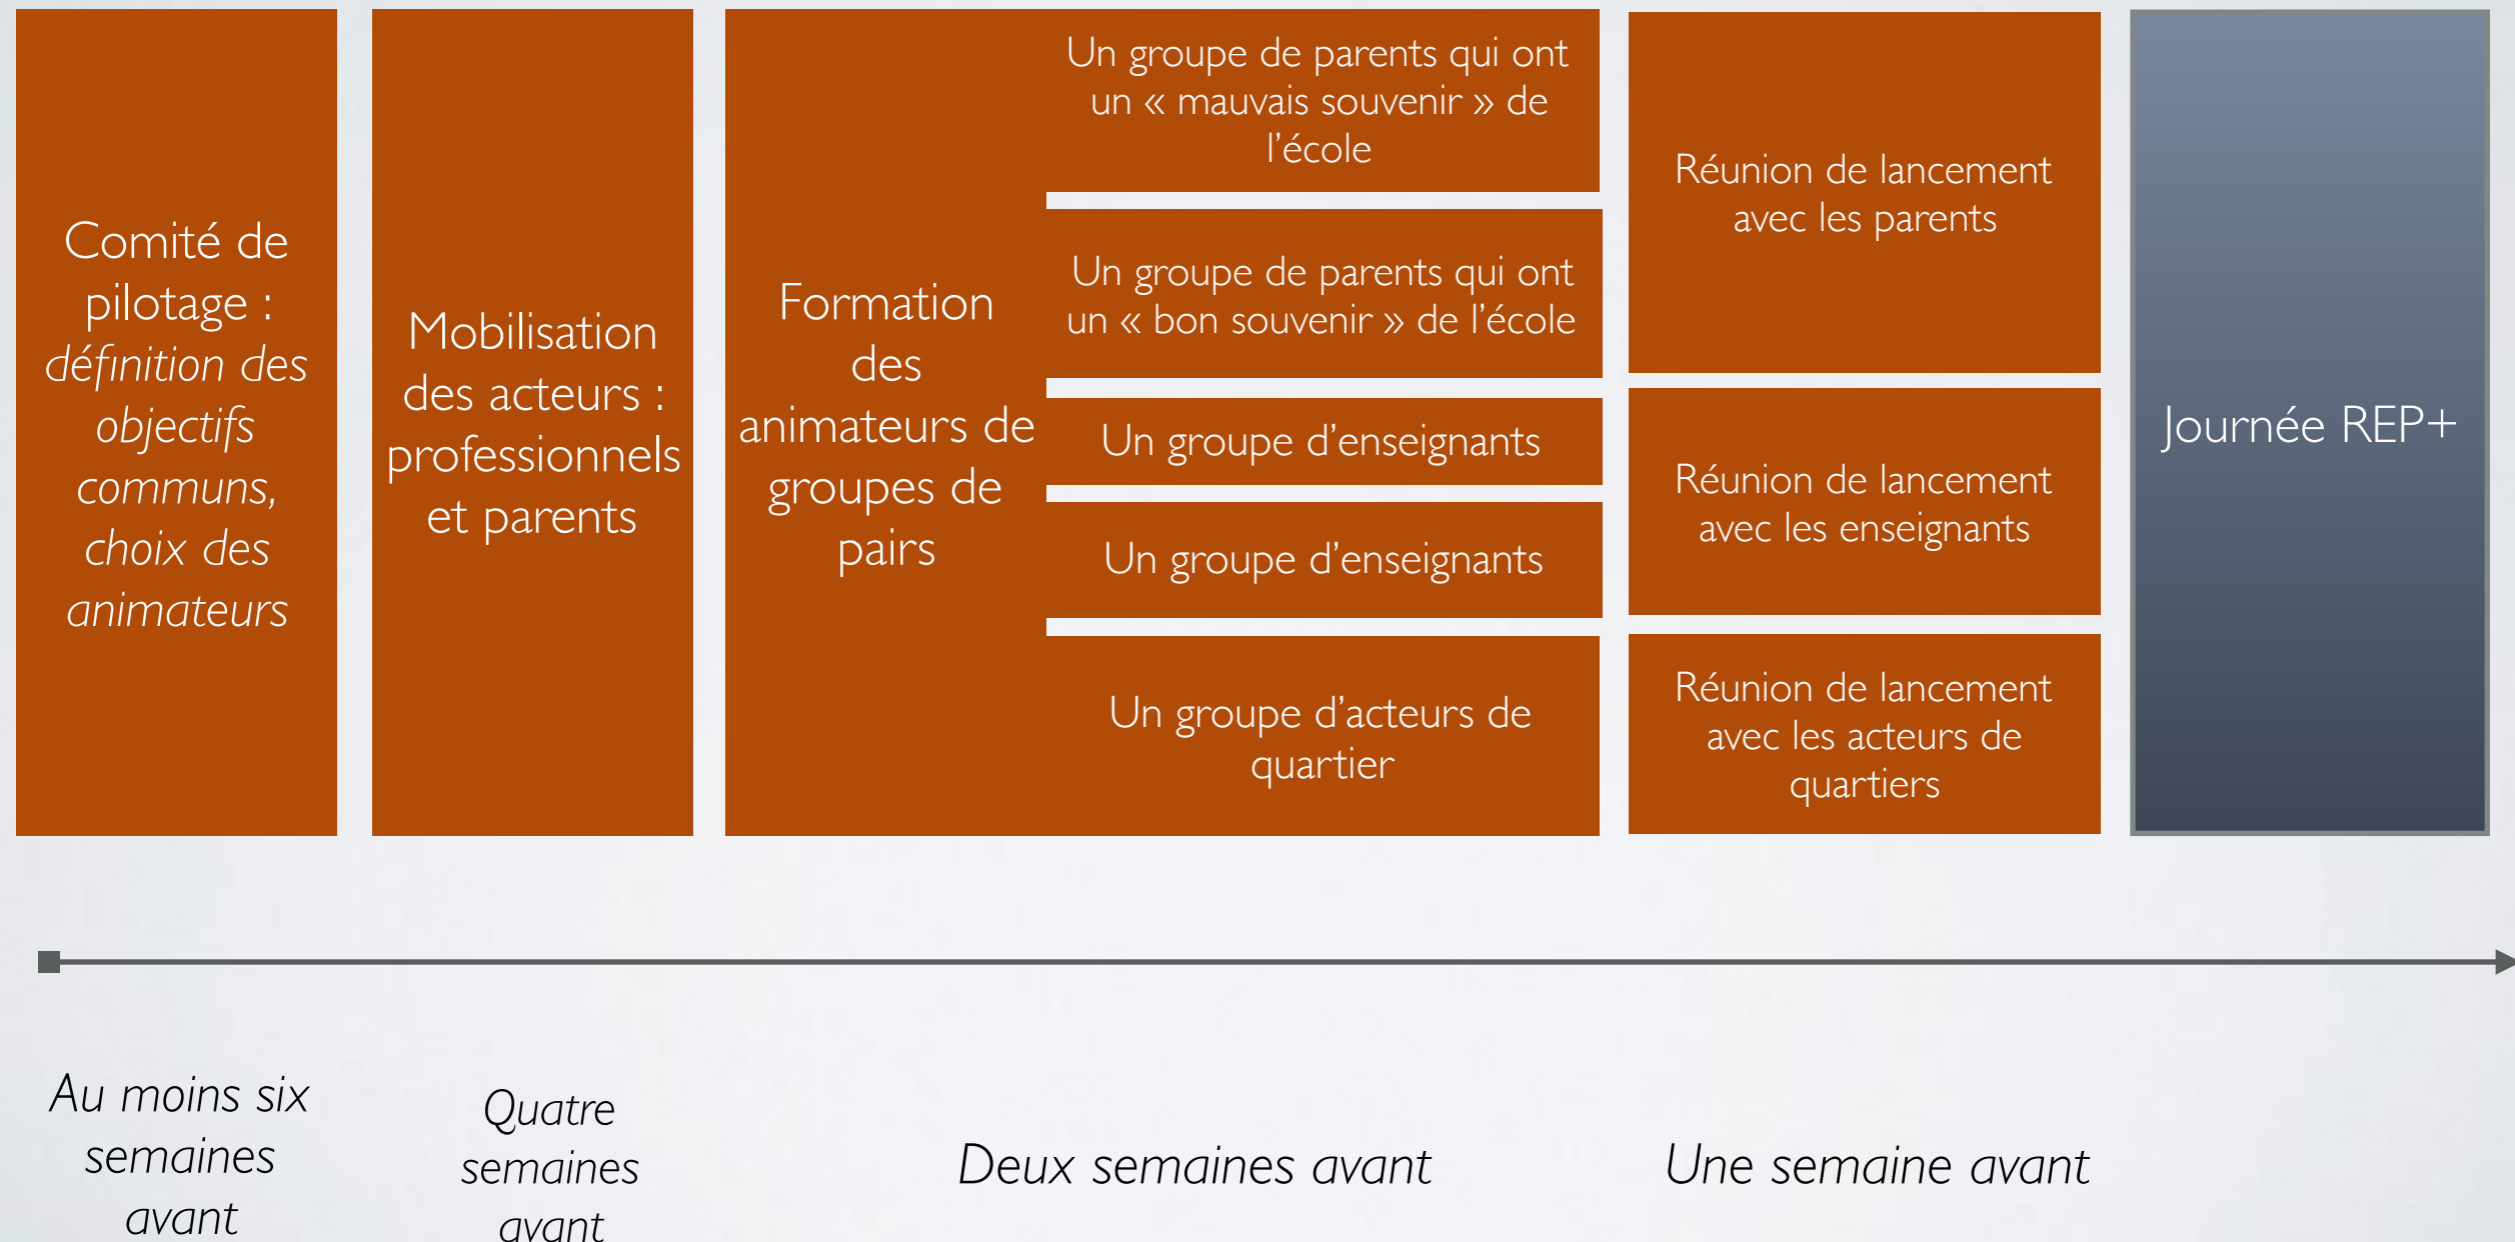 Comité de
pilotage :
définition des
objectifs
communs,
choix des
animateurs
Mobilisation
des acteurs :
professionnels
et parents
Formation
des
animateurs de
groupes de
pairs
Un groupe de parents qui ont
un « mauvais souvenir » de
l’école
Un groupe de parents qui ont
un « bon souvenir » de l’école
Un groupe d’enseignants
Un groupe d’enseignants
Un groupe d’acteurs de
quartier
Réunion de lancement
avec les parents
Réunion de lancement
avec les enseignants
Réunion de lancement
avec les acteurs de
quartiers
Journée REP+
Au moins six
semaines
avant
Quatre
semaines
avant
Deux semaines avant
Une semaine avant